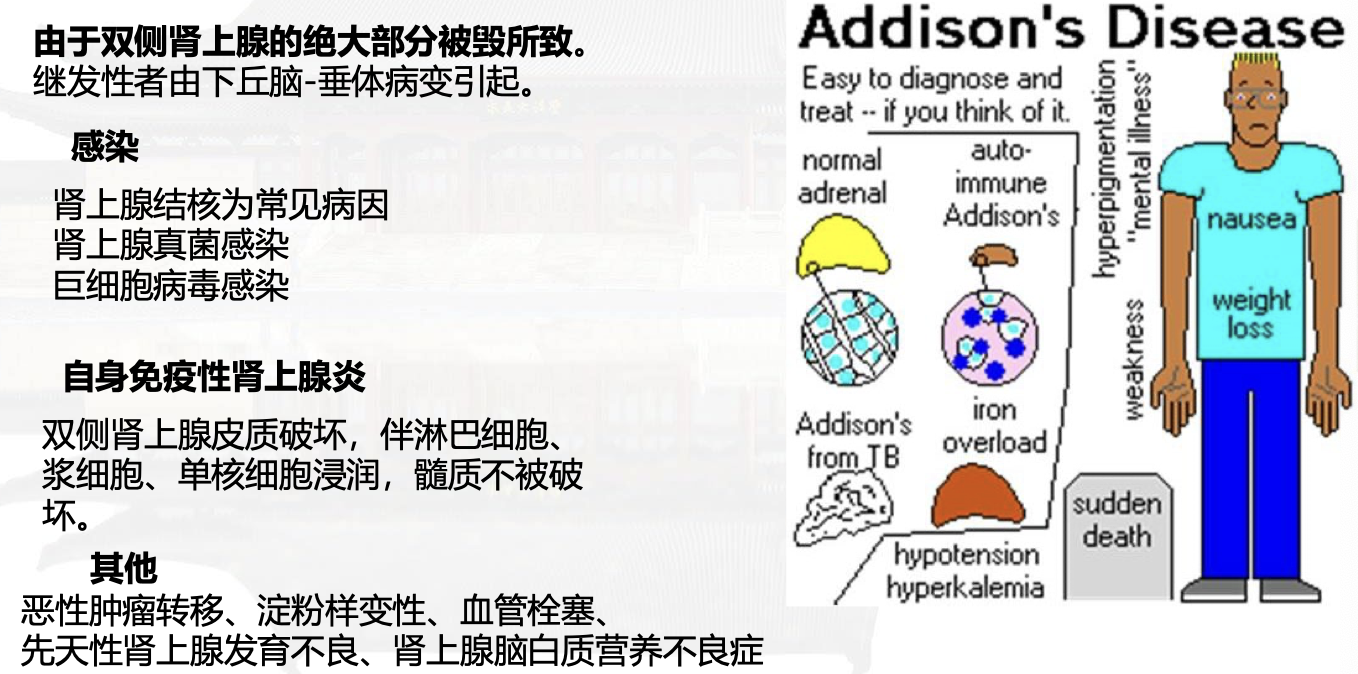 由于双侧肾上腺的绝大部分被毁所致。
继发性者由下丘脑-垂体病变引起。
感染
肾上腺结核为常见病因
肾上腺真菌感染
巨细胞病毒感染
自身免疫性肾上腺炎
双侧肾上腺皮质破坏，伴淋巴细胞、
浆细胞、单核细胞浸润，髓质不被破
坏。
其他
恶性肿瘤转移、淀粉样变性、血管栓塞、
先天性肾上腺发育不良、肾上腺脑白质营养不良症
Addison's Disease
Easy to diagnose and
treat -- if you think of it.
normal
adrenal
auto-
immune
Addison's
Addison's
from TB
iron
overload
hypotension
hyperkalemia
hyperpigmentation
"mental illness"
weakness
nausea
weight
loss
sudden
death